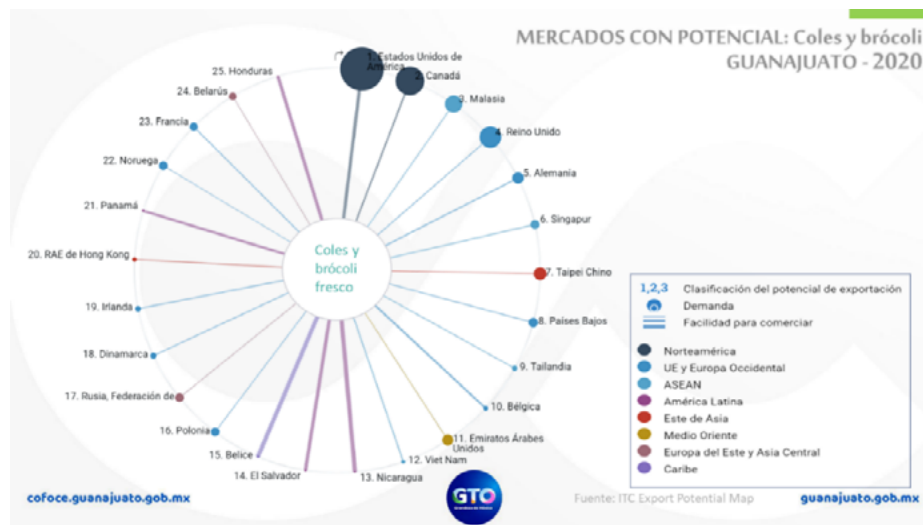 MERCADOS CON POTENCIAL: Coles y brócoli
GUANAJUATO - 2020
1. Estados Unidos de
América
2. Canadá
3. Malasia
4. Reino Unido
5. Alemania
6. Singapur
7. Taipei Chino
8. Países Bajos
9. Tailandia
10. Bélgica
11. Emiratos Árabes
Unidos
12. Viet Nam
13. Nicaragua
14. El Salvador
15. Belice
16. Polonia
17. Rusia, Federación de
18. Dinamarca
19. Irlanda
20. RAE de Hong Kong
21. Panamá
22. Noruega
23. Francia
24. Belarús
25. Honduras
Coles y
brócoli
fresco
1,2,3 Clasificación del potencial de exportación
Demanda
Facilidad para comerciar
Norteamérica
UE y Europa Occidental
ASEAN
América Latina
Este de Asia
Medio Oriente
Europa del Este y Asia Central
Caribe
cofoce.guanajuato.gob.mx
GTO
Fuente: ITC Export Potential Map
guanajuato.gob.mx